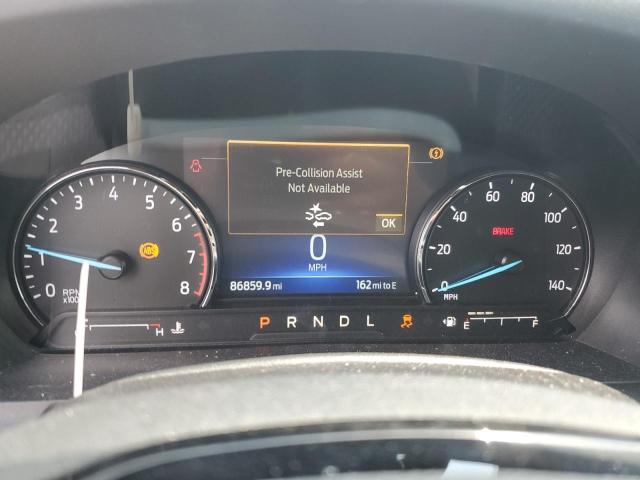 Pre-Collision Assist
Not Available
OK
0
MPH
86859.9 mi
162 mi to E
0 1 2 3 4 5 6 7 8
RPM
x100
ABS
0 20 40 60 80 100 120 140
BRAKE
MPH
H
P R N D L
E F